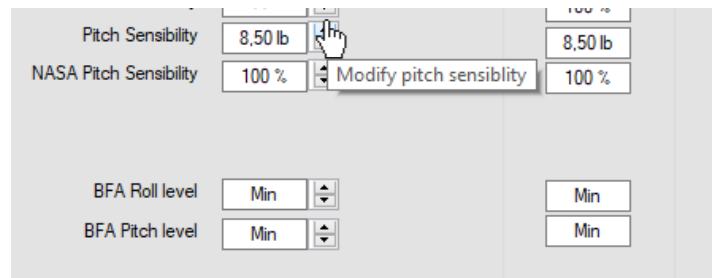 Pitch Sensibility 8,50 lb 8,50 lb
NASA Pitch Sensibility 100 % Modify pitch sensiblity 100 %
BFA Roll level Min Min
BFA Pitch level Min Min